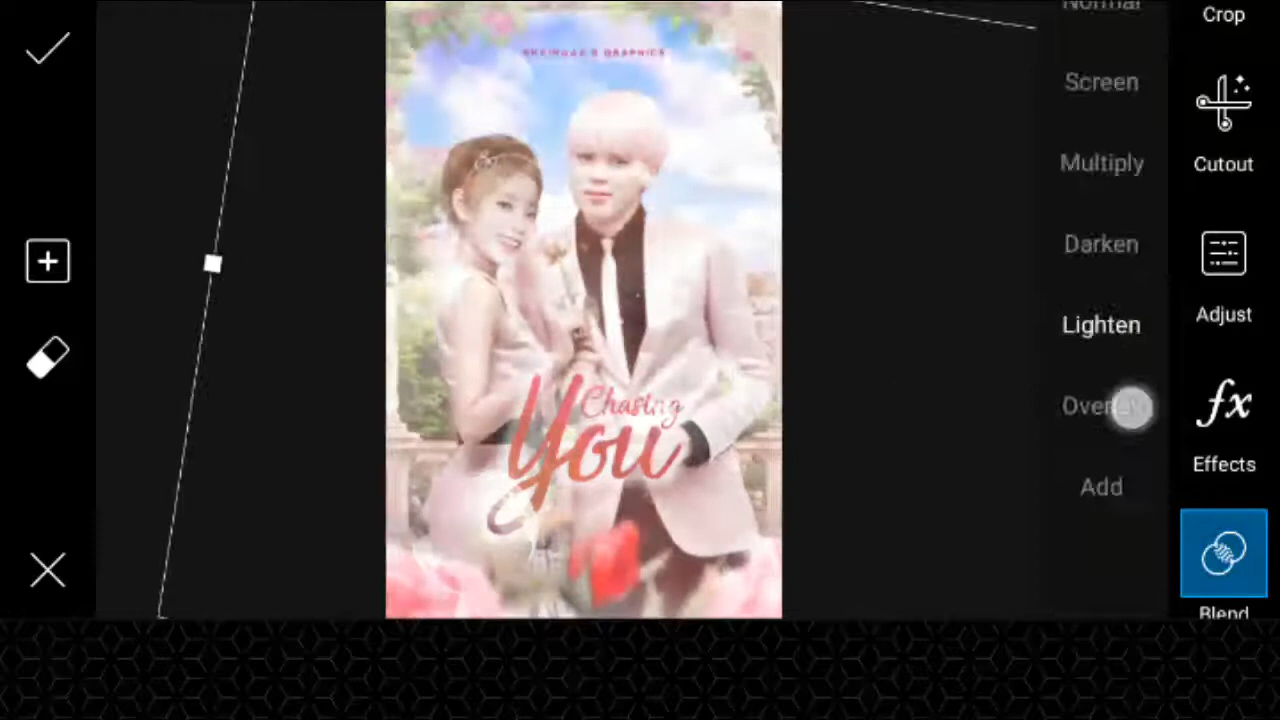 Normal
Crop
Screen
Multiply
Cutout
Darken
Adjust
Lighten
Chasing
You
Effects
Add
Blend